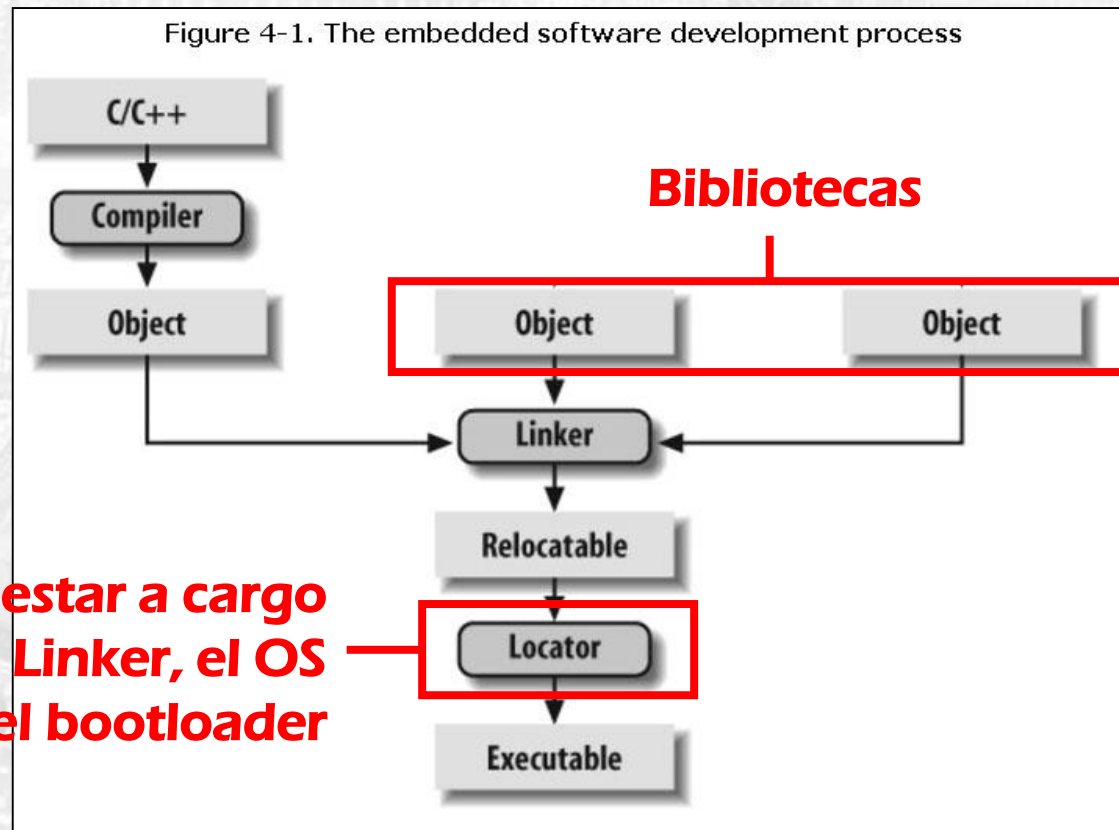 Figure 4-1. The embedded software development process
C/C++
Compiler
Bibliotecas
Object
Object
Object
Linker
Relocatable
estar a cargo
Linker, el OS
el bootloader
Locator
Executable